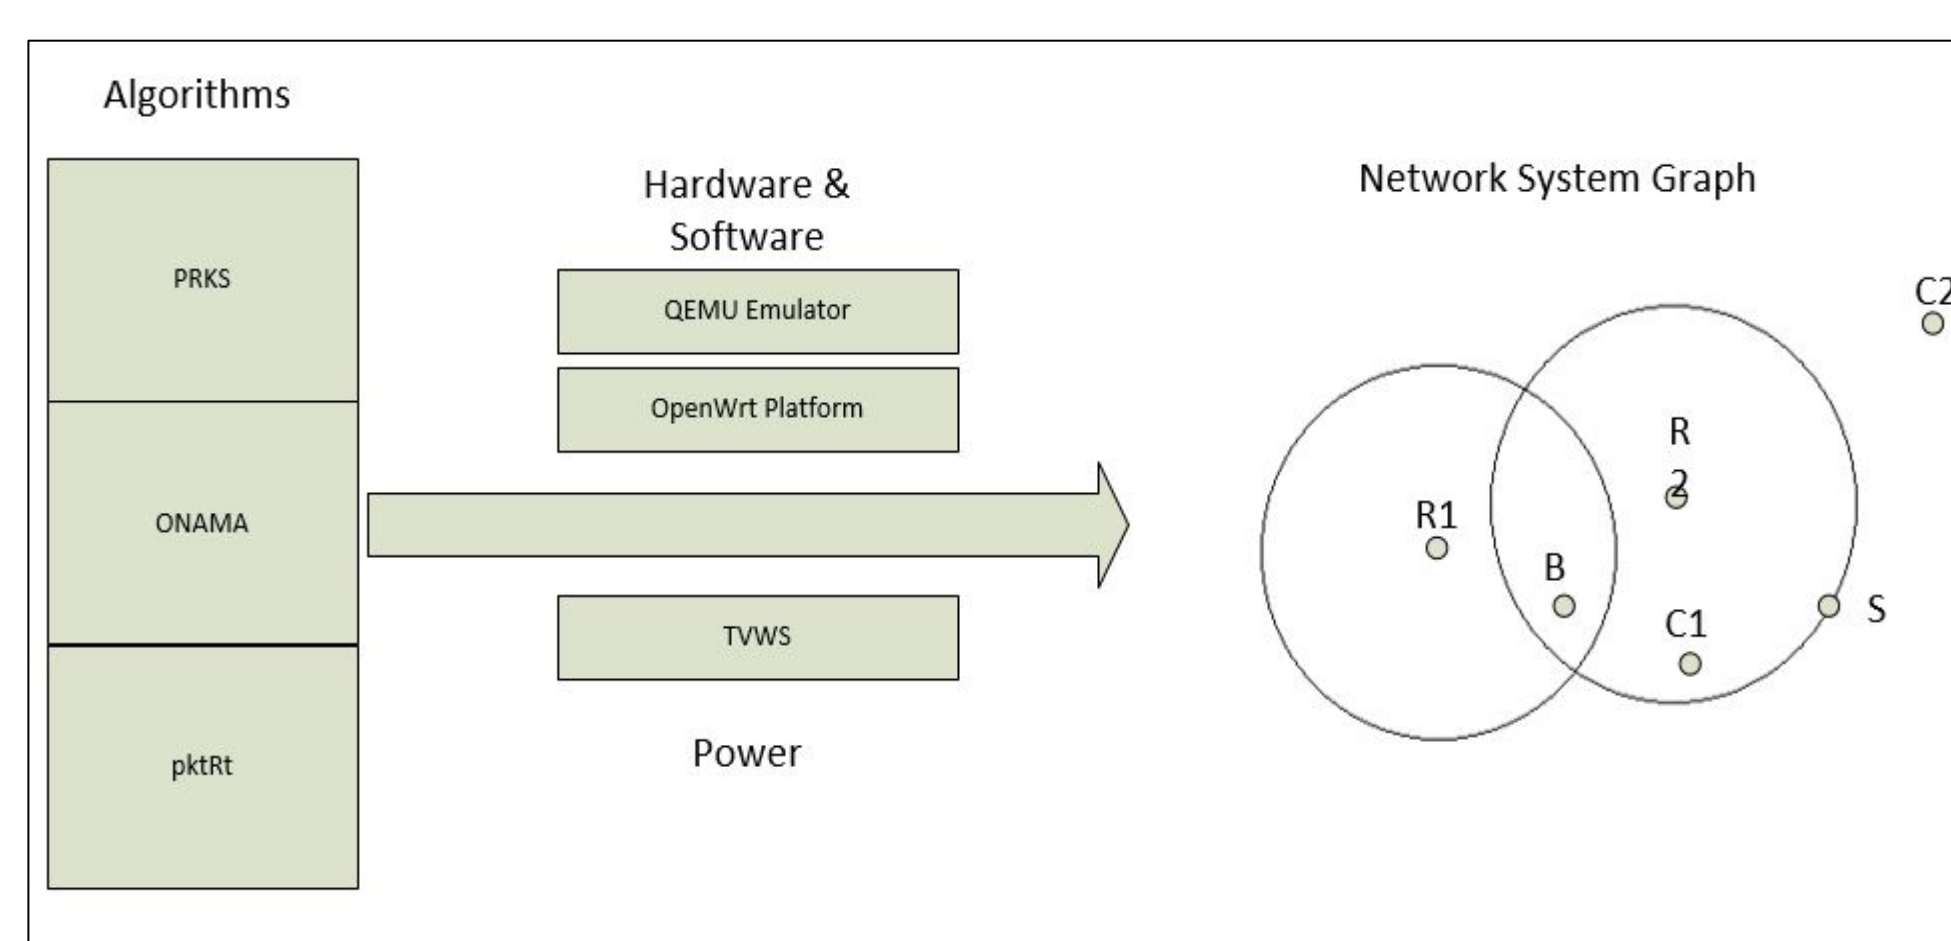 Algorithms
PRKS
ONAMA
pktRt
Hardware &
Software
QEMU Emulator
OpenWrt Platform
TVWS
Power
Network System Graph
C2
R
2
R1
B
C1
S